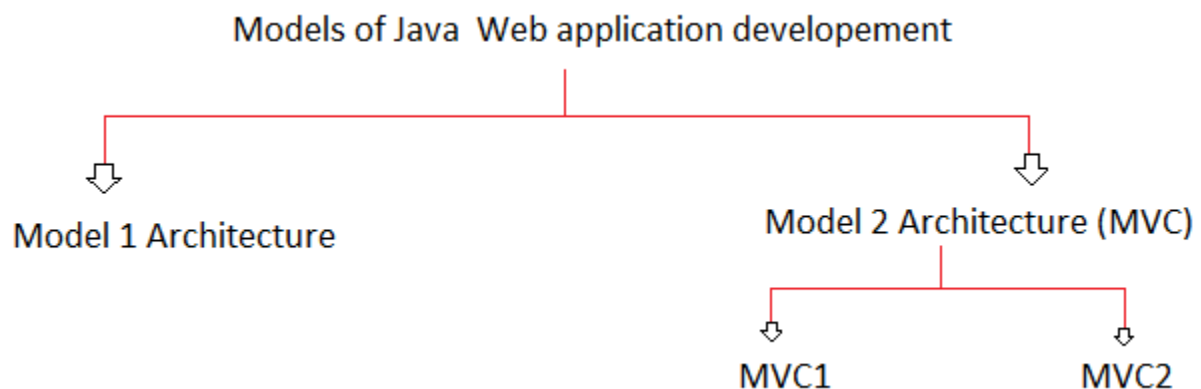 Models of Java Web application developement
Model 1 Architecture
Model 2 Architecture (MVC)
MVC1
MVC2